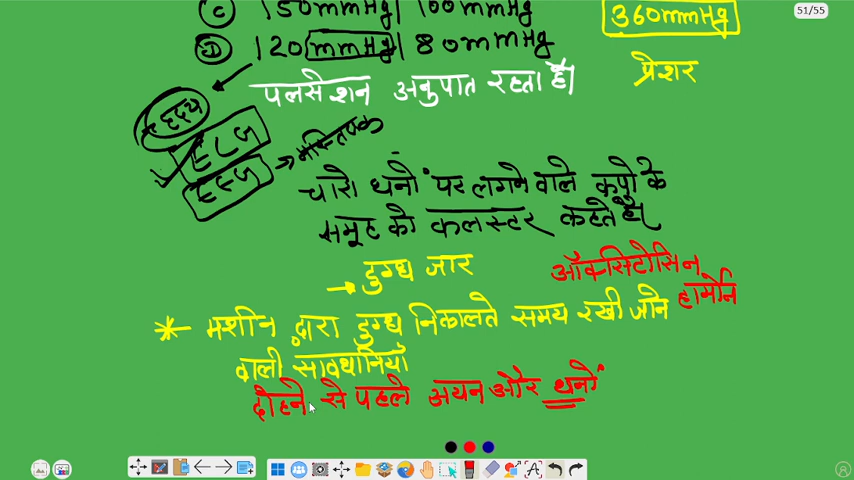 51/55
(C) 150mmHg | 100mmHg
360mmHg
(D) 120mmHg | 80mmHg
प्रेशर
पलसेशन अनुपात रहता है।
हृदय
ECG
मस्तिष्क
चारो थनों पर लगने वाले कपो के
समूह को कलस्टर कहते है।
→ दुग्ध जार
ऑक्सिटोसिन
हार्मोन
* मशीन द्वारा दुग्ध निकालते समय रखी जाने
वाली सावधानियाँ
दोहने से पहले अयन और थनों